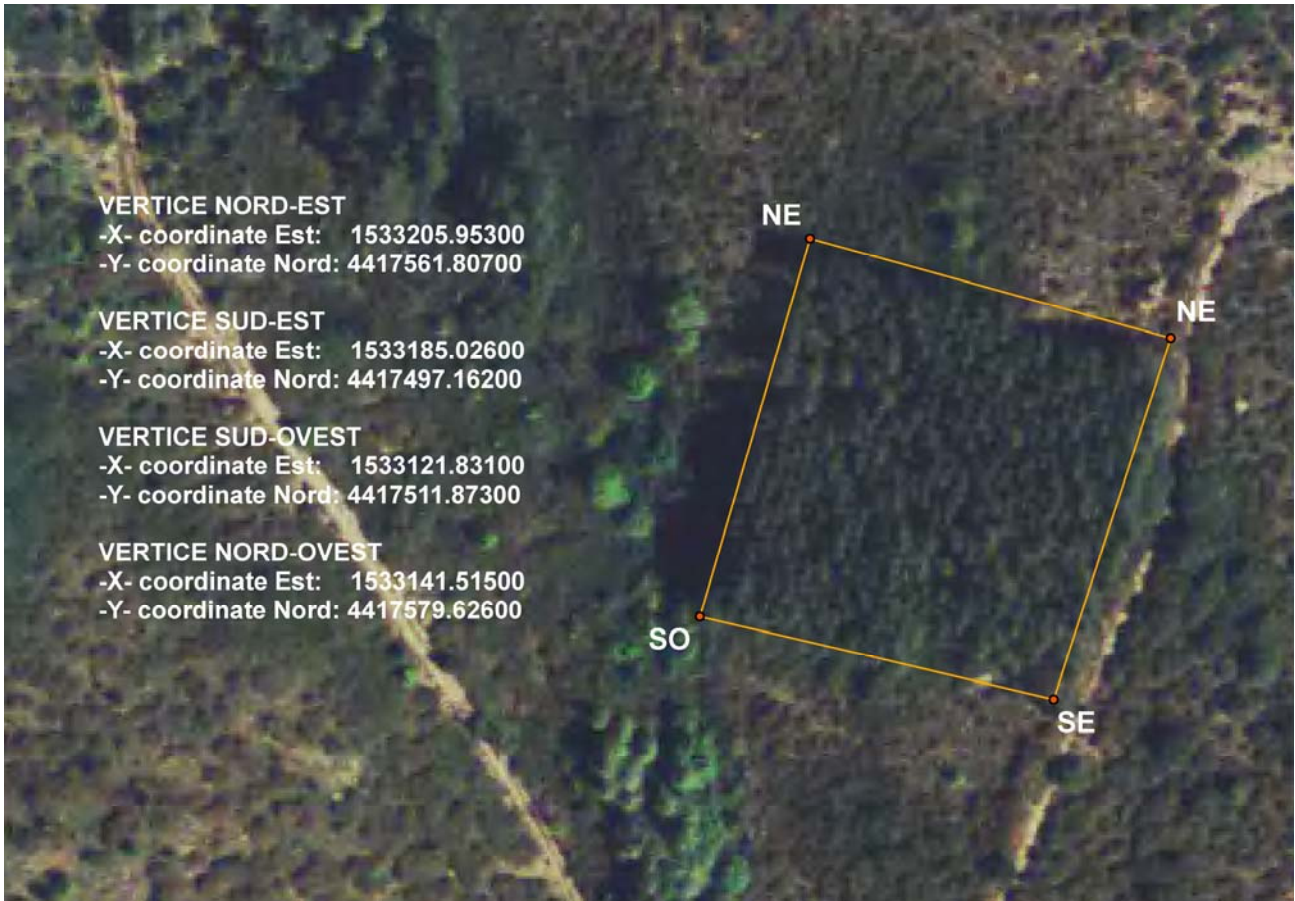 VERTICE NORD-EST
-X- coordinate Est: 1533205.95300
-Y- coordinate Nord: 4417561.80700
VERTICE SUD-EST
-X- coordinate Est: 1533185.02600
-Y- coordinate Nord: 4417497.16200
VERTICE SUD-OVEST
-X- coordinate Est: 1533121.83100
-Y- coordinate Nord: 4417511.87300
VERTICE NORD-OVEST
-X- coordinate Est: 1533141.51500
-Y- coordinate Nord: 4417579.62600
NE
NE
SO
SE